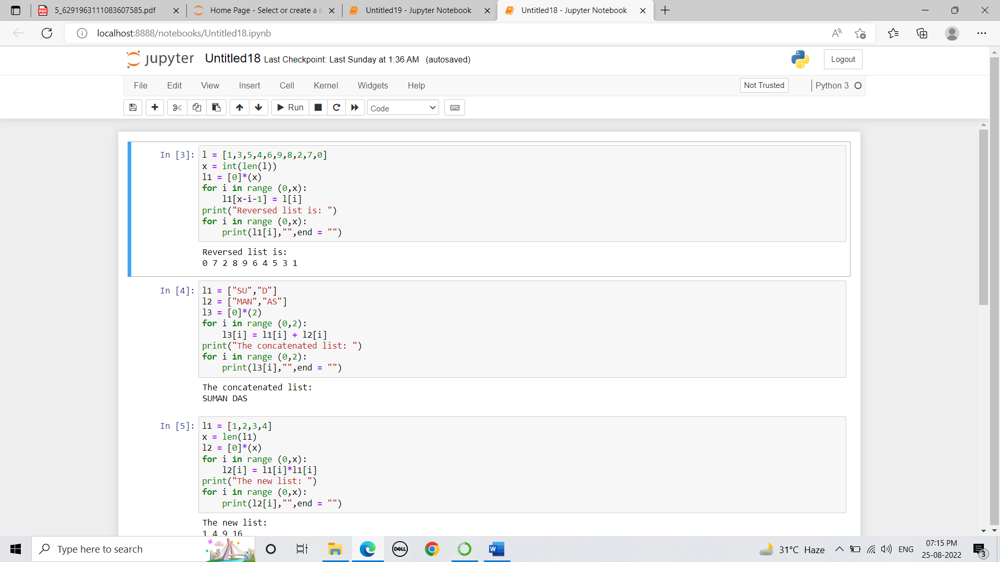 5_6291963111083607585.pdf
Home Page - Select or create a n
Untitled19 - Jupyter Notebook
Untitled18 - Jupyter Notebook
localhost:8888/notebooks/Untitled18.ipynb
jupyter Untitled18 Last Checkpoint: Last Sunday at 1:36 AM (autosaved)
Logout
File Edit View Insert Cell Kernel Widgets Help
Not Trusted
Python 3
Run
Code
In [3]: l = [1,3,5,4,6,9,8,2,7,0]
x = int(len(l))
l1 = [0]*(x)
for i in range (0,x):
    l1[x-i-1] = l[i]
print("Reversed list is: ")
for i in range (0,x):
    print(l1[i],"",end = "")
Reversed list is:
0 7 2 8 9 6 4 5 3 1
In [4]: l1 = ["SU","D"]
l2 = ["MAN","AS"]
l3 = [0]*(2)
for i in range (0,2):
    l3[i] = l1[i] + l2[i]
print("The concatenated list: ")
for i in range (0,2):
    print(l3[i],"",end = "")
The concatenated list:
SUMAN DAS
In [5]: l1 = [1,2,3,4]
x = len(l1)
l2 = [0]*(x)
for i in range (0,x):
    l2[i] = l1[i]*l1[i]
print("The new list: ")
for i in range (0,x):
    print(l2[i],"",end = "")
The new list:
1 4 9 16
Type here to search
DELL
W
31°C Haze
ENG
07:15 PM
25-08-2022
3